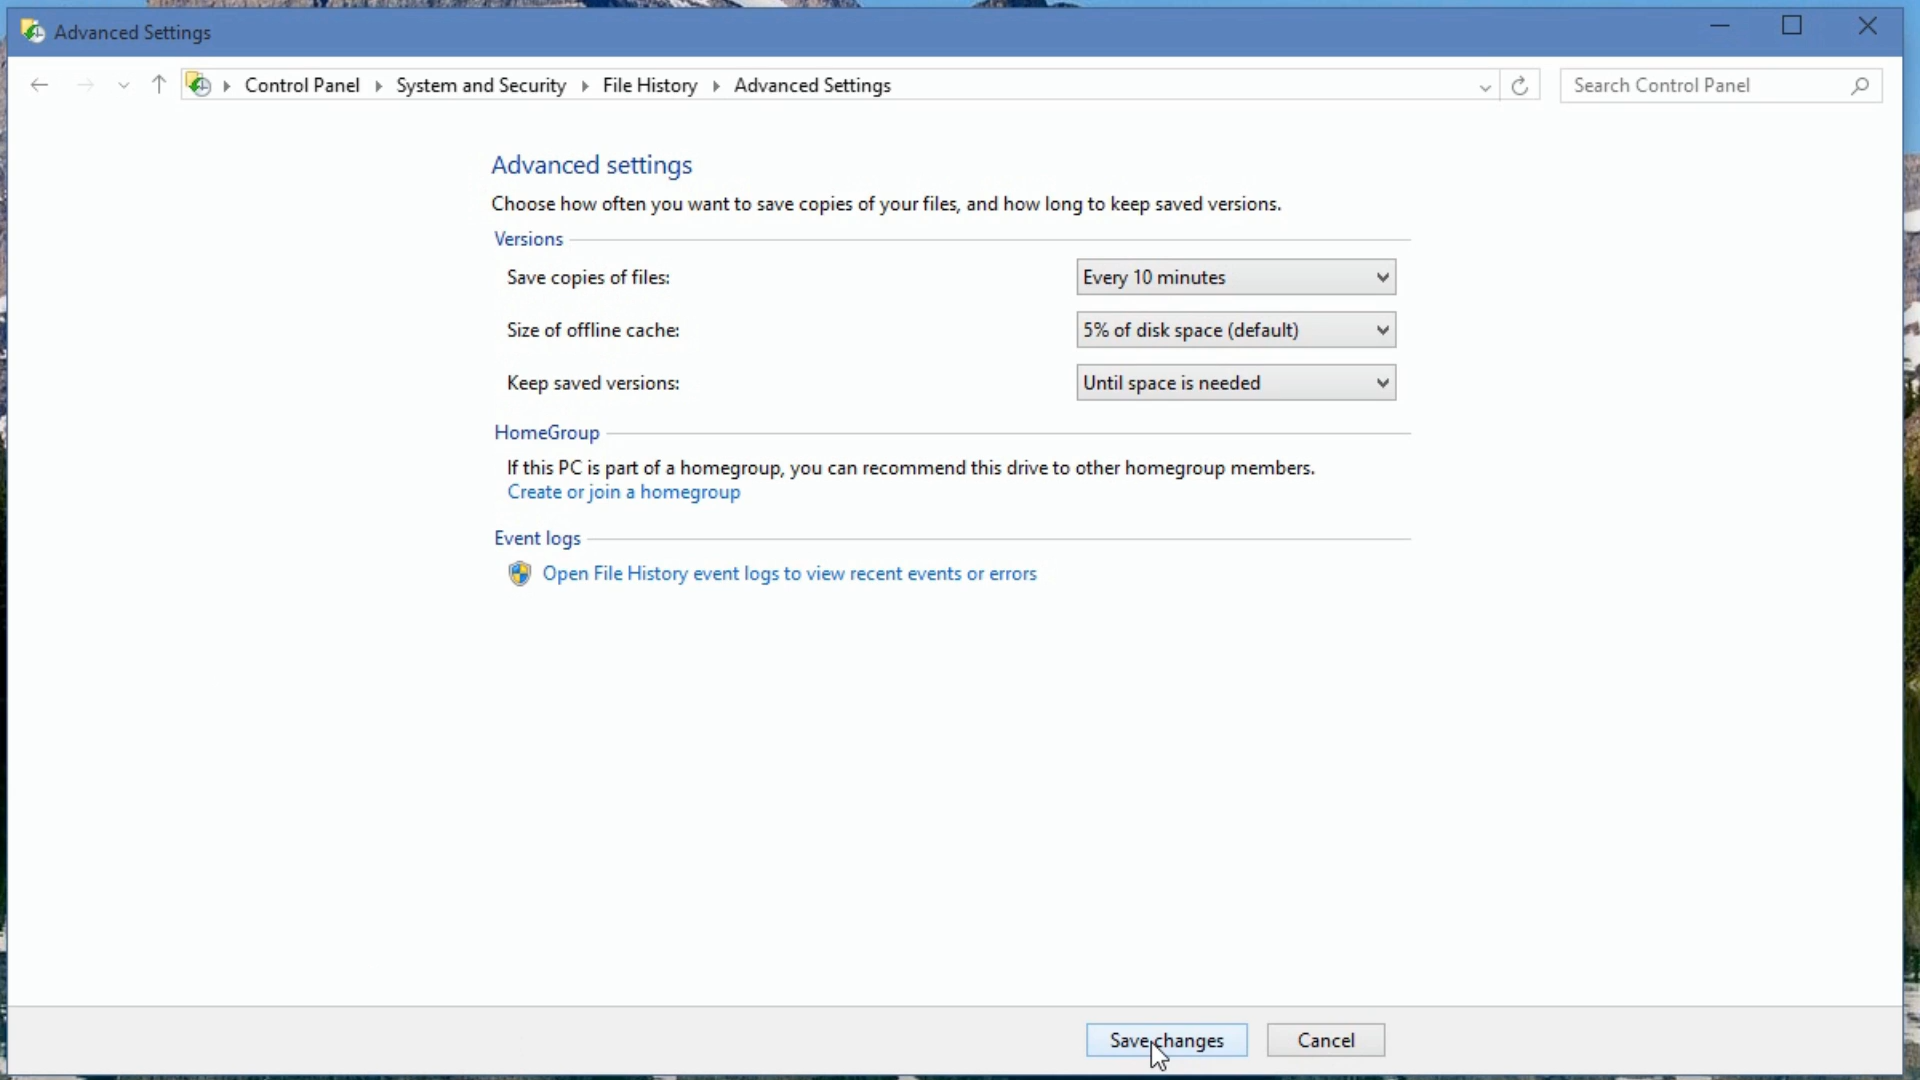 Advanced Settings
Control Panel System and Security File History Advanced Settings
Search Control Panel
Advanced settings
Choose how often you want to save copies of your files, and how long to keep saved versions.
Versions
Save copies of files: Every 10 minutes
Size of offline cache: 5% of disk space (default)
Keep saved versions: Until space is needed
HomeGroup
If this PC is part of a homegroup, you can recommend this drive to other homegroup members.
Create or join a homegroup
Event logs
Open File History event logs to view recent events or errors
Save changes Cancel